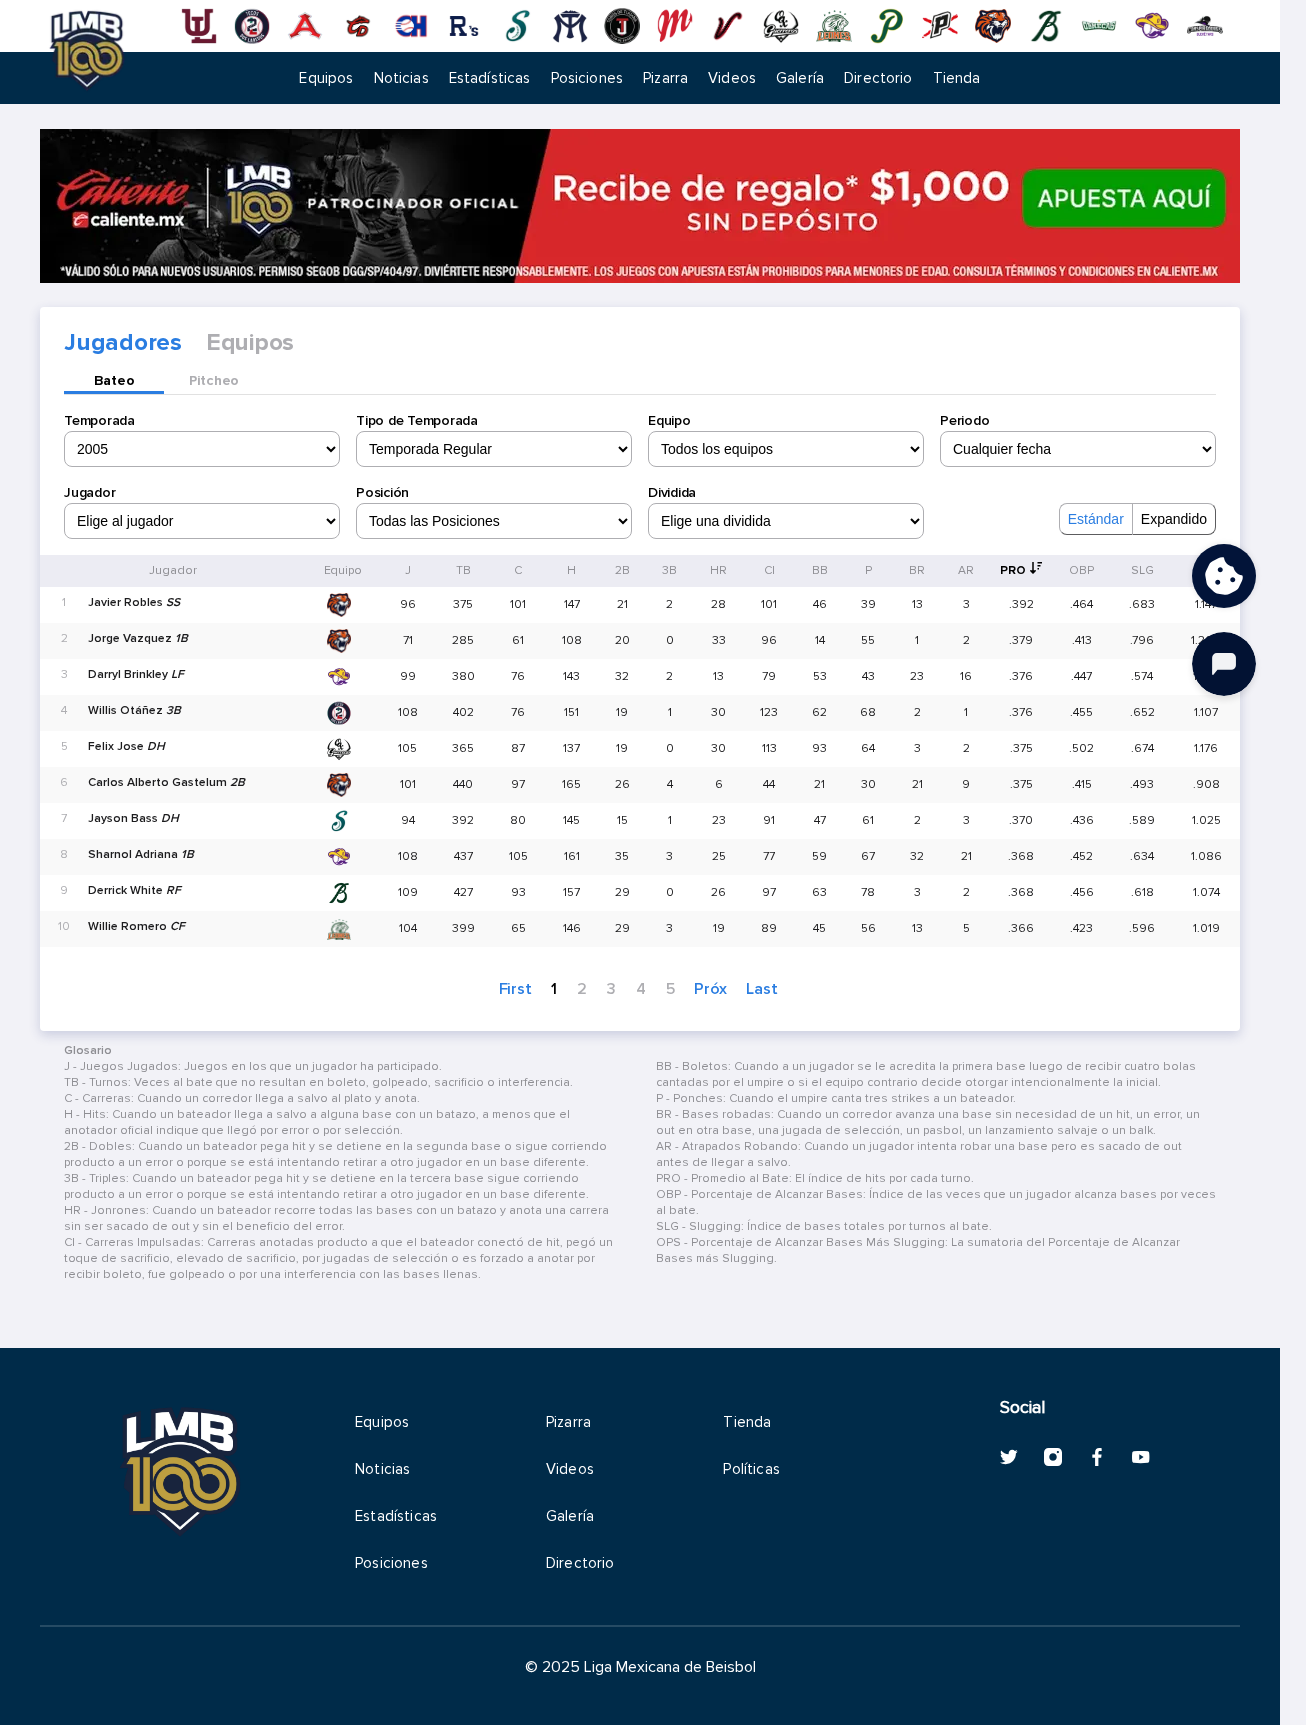 LMB
100
Equipos Noticias Estadísticas Posiciones Pizarra Videos Galería Directorio Tienda
Caliente
caliente.mx
LMB
100
PATROCINADOR OFICIAL
Recibe de regalo* $1,000
SIN DEPÓSITO
APUESTA AQUÍ
*VÁLIDO SÓLO PARA NUEVOS USUARIOS. PERMISO SEGOB DGG/SP/404/97. DIVIÉRTETE RESPONSABLEMENTE. LOS JUEGOS CON APUESTA ESTÁN PROHIBIDOS PARA MENORES DE EDAD. CONSULTA TÉRMINOS Y CONDICIONES EN CALIENTE.MX
Jugadores Equipos
Bateo Pitcheo
Temporada Tipo de Temporada Equipo Periodo
2005 Temporada Regular Todos los equipos Cualquier fecha
Jugador Posición Dividida
Elige al jugador Todas las Posiciones Elige una dividida Estándar Expandido
Jugador Equipo J TB C H 2B 3B HR CI BB P BR AR PRO OBP SLG
1 Javier Robles SS 96 375 101 147 21 2 28 101 46 39 13 3 .392 .464 .683
2 Jorge Vazquez 1B 71 285 61 108 20 0 33 96 14 55 1 2 .379 .413 .796
3 Darryl Brinkley LF 99 380 76 143 32 2 13 79 53 43 23 16 .376 .447 .574
4 Willis Otáñez 3B 108 402 76 151 19 1 30 123 62 68 2 1 .376 .455 .652 1.107
5 Felix Jose DH 105 365 87 137 19 0 30 113 93 64 3 2 .375 .502 .674 1.176
6 Carlos Alberto Gastelum 2B 101 440 97 165 26 4 6 44 21 30 21 9 .375 .415 .493 .908
7 Jayson Bass DH 94 392 80 145 15 1 23 91 47 61 2 3 .370 .436 .589 1.025
8 Sharnol Adriana 1B 108 437 105 161 35 3 25 77 59 67 32 21 .368 .452 .634 1.086
9 Derrick White RF 109 427 93 157 29 0 26 97 63 78 3 2 .368 .456 .618 1.074
10 Willie Romero CF 104 399 65 146 29 3 19 89 45 56 13 5 .366 .423 .596 1.019
First 1 2 3 4 5 Próx Last
Glosario
J - Juegos Jugados: Juegos en los que un jugador ha participado.
TB - Turnos: Veces al bate que no resultan en boleto, golpeado, sacrificio o interferencia.
C - Carreras: Cuando un corredor llega a salvo al plato y anota.
H - Hits: Cuando un bateador llega a salvo a alguna base con un batazo, a menos que el
anotador oficial indique que llegó por error o por selección.
2B - Dobles: Cuando un bateador pega hit y se detiene en la segunda base o sigue corriendo
producto a un error o porque se está intentando retirar a otro jugador en un base diferente.
3B - Triples: Cuando un bateador pega hit y se detiene en la tercera base sigue corriendo
producto a un error o porque se está intentando retirar a otro jugador en un base diferente.
HR - Jonrones: Cuando un bateador recorre todas las bases con un batazo y anota una carrera
sin ser sacado de out y sin el beneficio del error.
CI - Carreras Impulsadas: Carreras anotadas producto a que el bateador conectó de hit, pegó un
toque de sacrificio, elevado de sacrificio, por jugadas de selección o es forzado a anotar por
recibir boleto, fue golpeado o por una interferencia con las bases llenas.
BB - Boletos: Cuando a un jugador se le acredita la primera base luego de recibir cuatro bolas
cantadas por el umpire o si el equipo contrario decide otorgar intencionalmente la inicial.
P - Ponches: Cuando el umpire canta tres strikes a un bateador.
BR - Bases robadas: Cuando un corredor avanza una base sin necesidad de un hit, un error, un
out en otra base, una jugada de selección, un pasbol, un lanzamiento salvaje o un balk.
AR - Atrapados Robando: Cuando un jugador intenta robar una base pero es sacado de out
antes de llegar a salvo.
PRO - Promedio al Bate: El índice de hits por cada turno.
OBP - Porcentaje de Alcanzar Bases: Índice de las veces que un jugador alcanza bases por veces
al bate.
SLG - Slugging: Índice de bases totales por turnos al bate.
OPS - Porcentaje de Alcanzar Bases Más Slugging: La sumatoria del Porcentaje de Alcanzar
Bases más Slugging.
LMB
100
Equipos Pizarra Tienda
Noticias Videos Políticas
Estadísticas Galería
Posiciones Directorio
Social
© 2025 Liga Mexicana de Beisbol